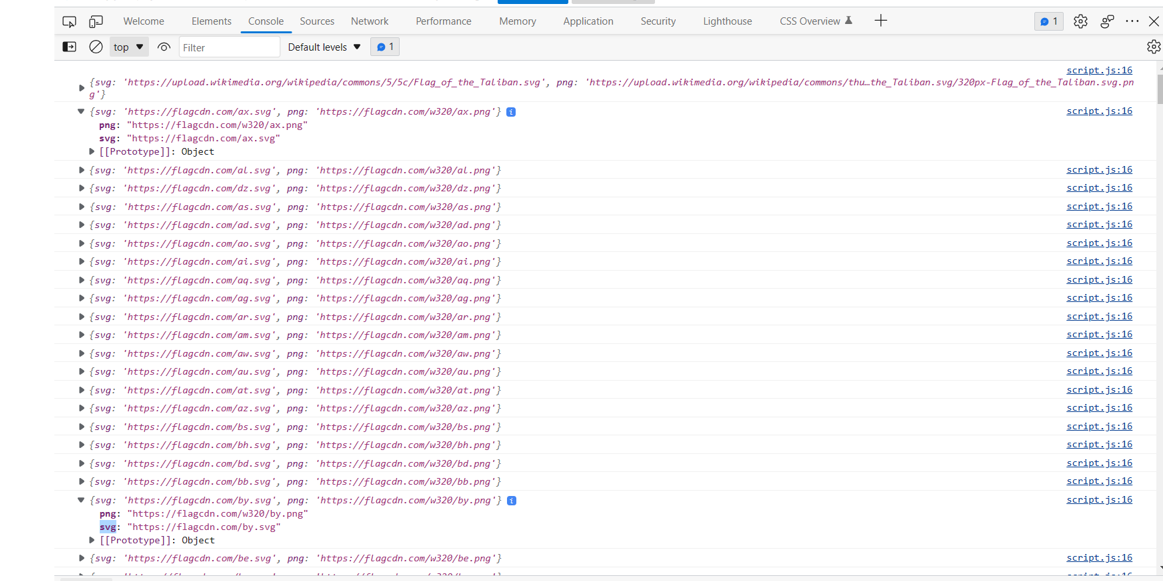 Welcome Elements Console Sources Network Performance Memory Application Security Lighthouse CSS Overview 1
top Filter Default levels 1
script.js:16
{svg: 'https://upload.wikimedia.org/wikipedia/commons/5/5c/Flag_of_the_Taliban.svg', png: 'https://upload.wikimedia.org/wikipedia/commons/thu…the_Taliban.svg/320px-Flag_of_the_Taliban.svg.pn
g'}
{svg: 'https://flagcdn.com/ax.svg', png: 'https://flagcdn.com/w320/ax.png'} i script.js:16
png: "https://flagcdn.com/w320/ax.png"
svg: "https://flagcdn.com/ax.svg"
[[Prototype]]: Object
{svg: 'https://flagcdn.com/al.svg', png: 'https://flagcdn.com/w320/al.png'} script.js:16
{svg: 'https://flagcdn.com/dz.svg', png: 'https://flagcdn.com/w320/dz.png'} script.js:16
{svg: 'https://flagcdn.com/as.svg', png: 'https://flagcdn.com/w320/as.png'} script.js:16
{svg: 'https://flagcdn.com/ad.svg', png: 'https://flagcdn.com/w320/ad.png'} script.js:16
{svg: 'https://flagcdn.com/ao.svg', png: 'https://flagcdn.com/w320/ao.png'} script.js:16
{svg: 'https://flagcdn.com/ai.svg', png: 'https://flagcdn.com/w320/ai.png'} script.js:16
{svg: 'https://flagcdn.com/aq.svg', png: 'https://flagcdn.com/w320/aq.png'} script.js:16
{svg: 'https://flagcdn.com/ag.svg', png: 'https://flagcdn.com/w320/ag.png'} script.js:16
{svg: 'https://flagcdn.com/ar.svg', png: 'https://flagcdn.com/w320/ar.png'} script.js:16
{svg: 'https://flagcdn.com/am.svg', png: 'https://flagcdn.com/w320/am.png'} script.js:16
{svg: 'https://flagcdn.com/aw.svg', png: 'https://flagcdn.com/w320/aw.png'} script.js:16
{svg: 'https://flagcdn.com/au.svg', png: 'https://flagcdn.com/w320/au.png'} script.js:16
{svg: 'https://flagcdn.com/at.svg', png: 'https://flagcdn.com/w320/at.png'} script.js:16
{svg: 'https://flagcdn.com/az.svg', png: 'https://flagcdn.com/w320/az.png'} script.js:16
{svg: 'https://flagcdn.com/bs.svg', png: 'https://flagcdn.com/w320/bs.png'} script.js:16
{svg: 'https://flagcdn.com/bh.svg', png: 'https://flagcdn.com/w320/bh.png'} script.js:16
{svg: 'https://flagcdn.com/bd.svg', png: 'https://flagcdn.com/w320/bd.png'} script.js:16
{svg: 'https://flagcdn.com/bb.svg', png: 'https://flagcdn.com/w320/bb.png'} script.js:16
{svg: 'https://flagcdn.com/by.svg', png: 'https://flagcdn.com/w320/by.png'} i script.js:16
png: "https://flagcdn.com/w320/by.png"
svg: "https://flagcdn.com/by.svg"
[[Prototype]]: Object
{svg: 'https://flagcdn.com/be.svg', png: 'https://flagcdn.com/w320/be.png'} script.js:16